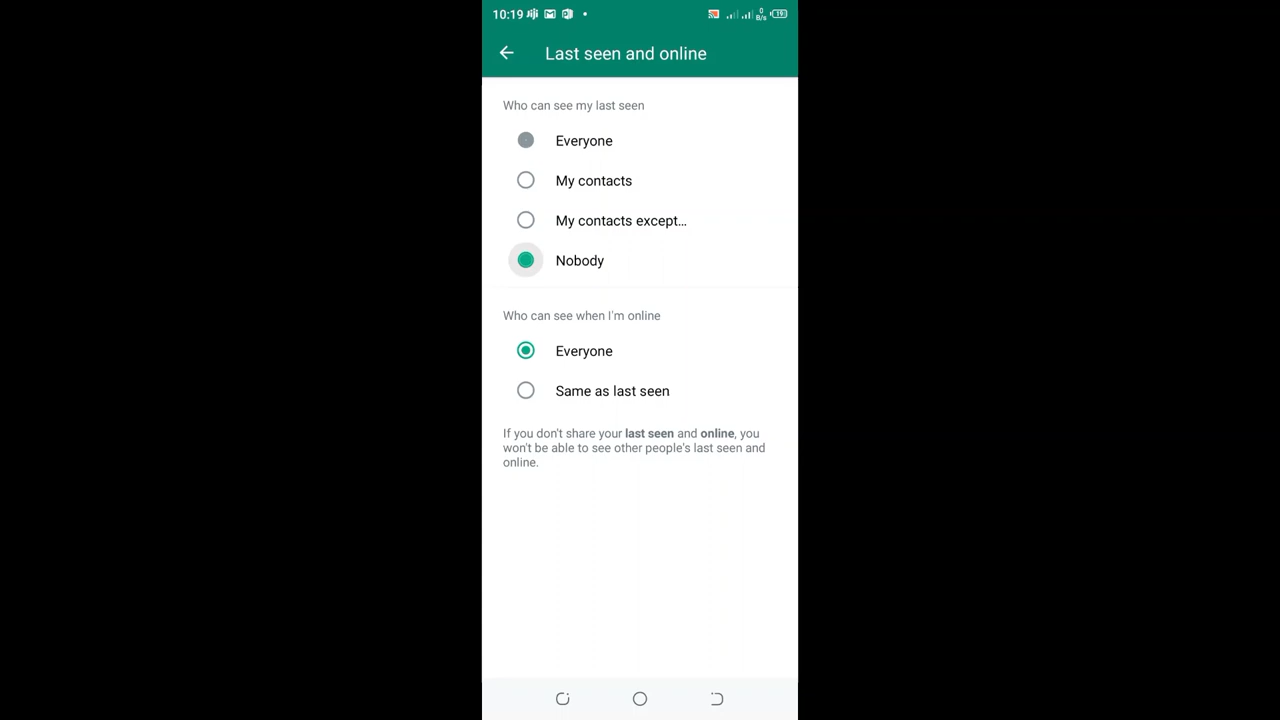 10:19
0
B/s
19
Last seen and online
Who can see my last seen
Everyone
My contacts
My contacts except...
Nobody
Who can see when I'm online
Everyone
Same as last seen
If you don't share your last seen and online, you
won't be able to see other people's last seen and
online.